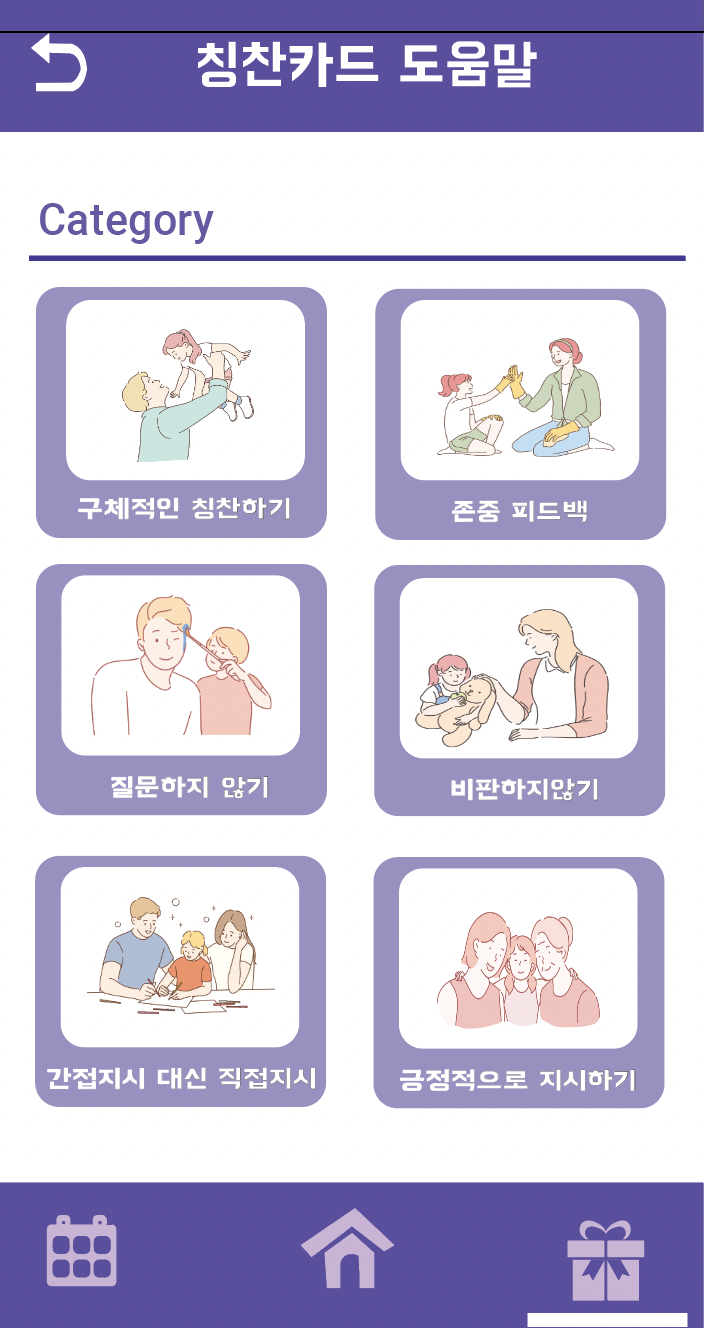 칭찬카드 도움말
Category
구체적인 칭찬하기
존중 피드백
질문하지 않기
비판하지않기
간접지시 대신 직접지시
긍정적으로 지시하기